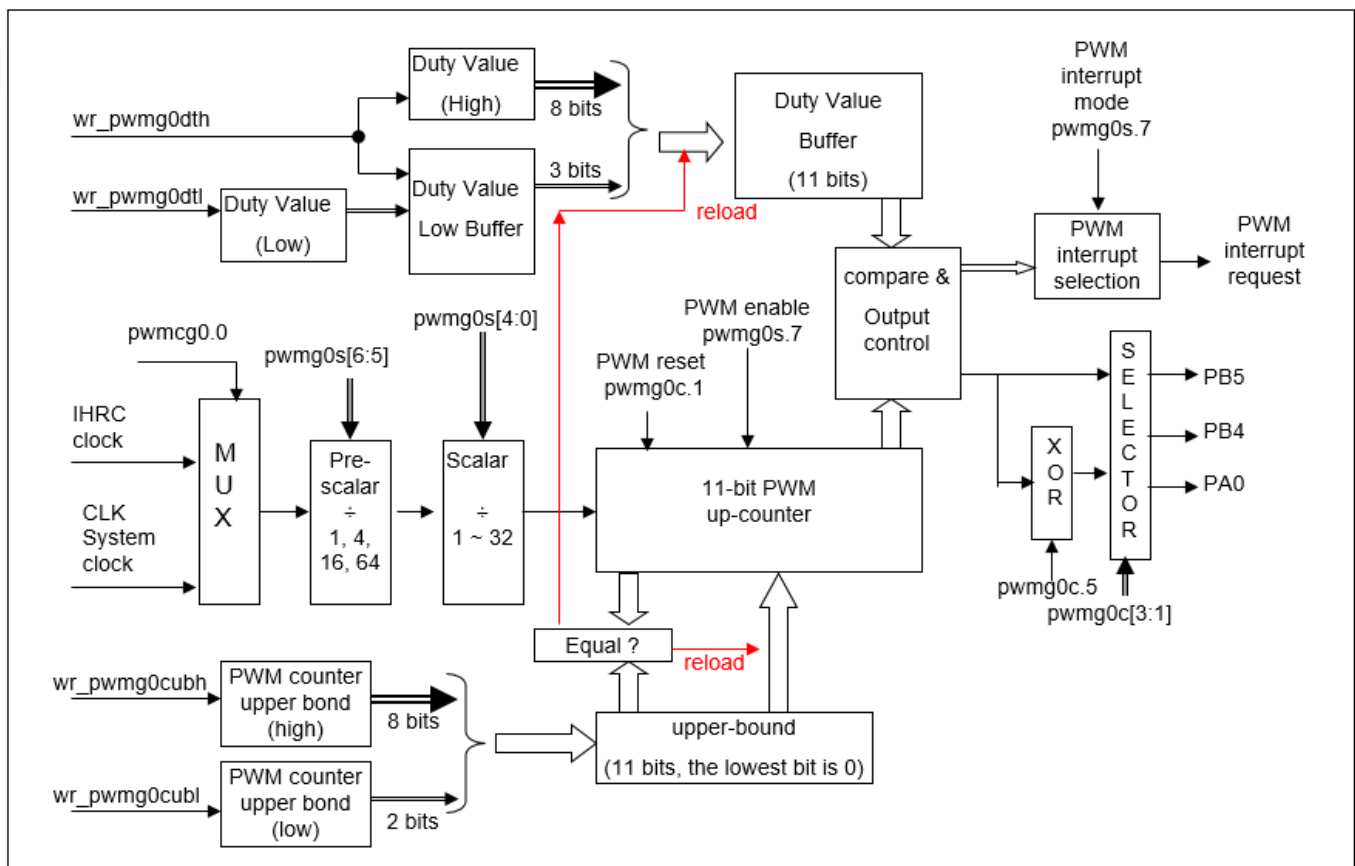 wr_pwmg0dth
wr_pwmg0dtl
Duty Value
(High)
8 bits
Duty Value
(Low)
Duty Value
Low Buffer
3 bits
reload
Duty Value
Buffer
(11 bits)
PWM
interrupt
mode
pwmg0s.7
compare &
Output
control
PWM
interrupt
selection
PWM
interrupt
request
pwmcg0.0
IHRC
clock
CLK
System
clock
M
U
X
pwmg0s[6:5]
Pre-
scalar
÷
1, 4,
16, 64
pwmg0s[4:0]
Scalar
÷
1 ~ 32
PWM reset
pwmg0c.1
PWM enable
pwmg0s.7
11-bit PWM
up-counter
XOR
pwmg0c.5
S
E
L
E
C
T
O
R
pwmg0c[3:1]
PB5
PB4
PA0
Equal ?
reload
wr_pwmg0cubh
PWM counter
upper bond
(high)
8 bits
wr_pwmg0cubl
PWM counter
upper bond
(low)
2 bits
upper-bound
(11 bits, the lowest bit is 0)